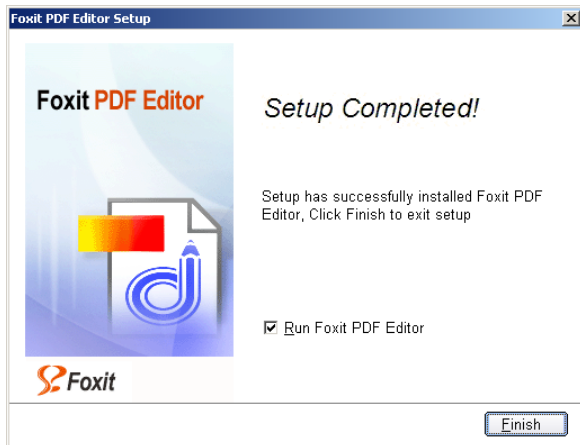 Foxit PDF Editor Setup
Foxit PDF Editor
Setup Completed!
Setup has successfully installed Foxit PDF
Editor, Click Finish to exit setup
Run Foxit PDF Editor
Foxit
Finish